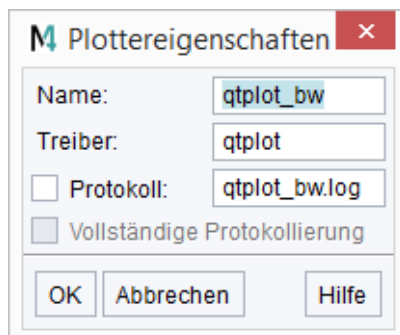 Plottereigenschaften
Name: qtplot_bw
Treiber: qtplot
Protokoll: qtplot_bw.log
Vollständige Protokollierung
OK Abbrechen Hilfe